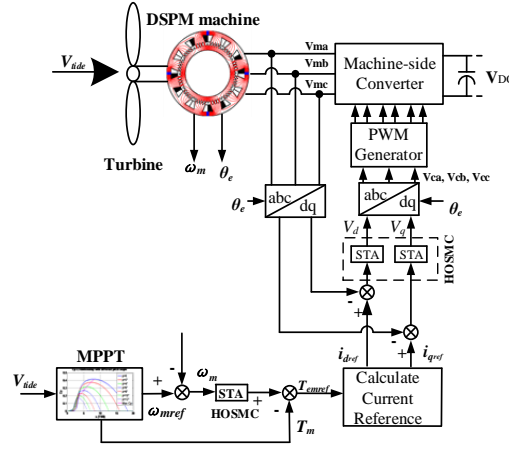 DSPM machine
V_tide
Turbine
ω_m
θ_e
Vma
Vmb
Vmc
Machine-side
Converter
V_DC
PWM
Generator
Vca, Vcb, Vcc
θ_e
abc
dq
abc
dq
θ_e
V_d
V_q
STA
STA
HOSMC
-
+
-
+
i_dref
i_qref
MPPT
V_tide
+
ω_mref
-
ω_m
STA
HOSMC
+
-
T_m
T_emref
Calculate
Current
Reference